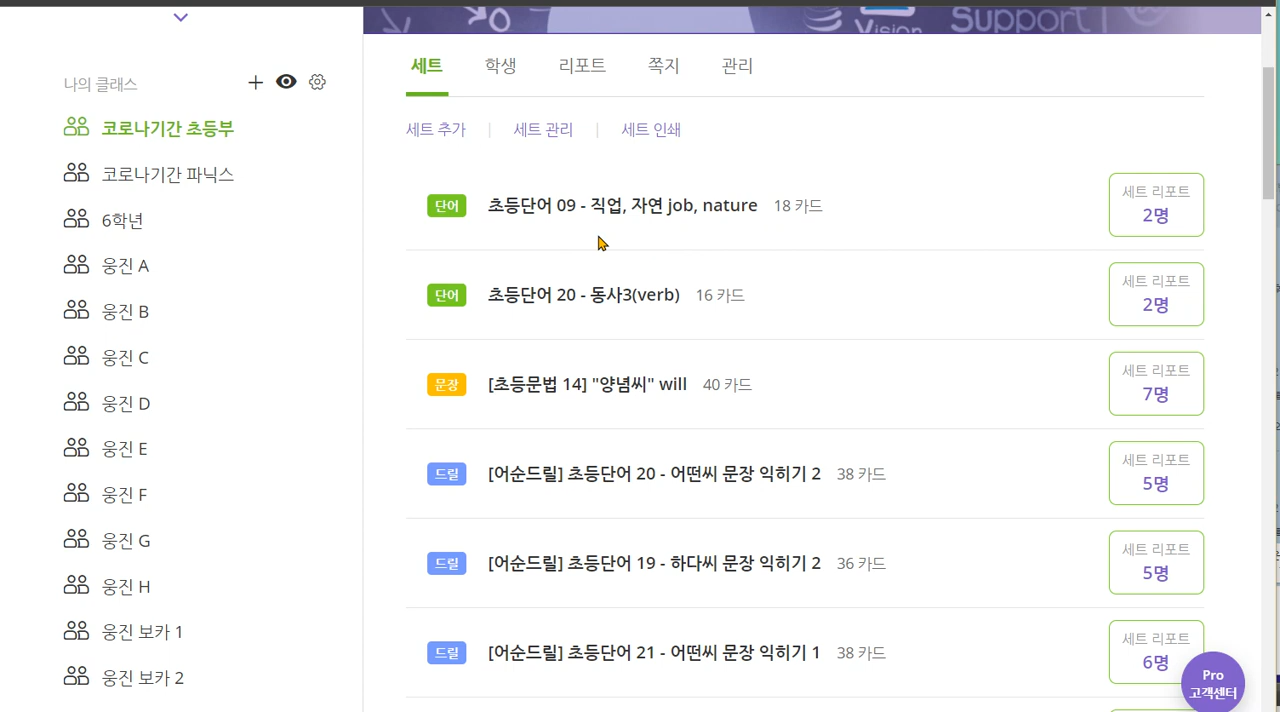 Vision
Support
나의 클래스
코로나기간 초등부
코로나기간 파닉스
6학년
웅진 A
웅진 B
웅진 C
웅진 D
웅진 E
웅진 F
웅진 G
웅진 H
웅진 보카 1
웅진 보카 2
세트 학생 리포트 쪽지 관리
세트 추가 | 세트 관리 | 세트 인쇄
단어 초등단어 09 - 직업, 자연 job, nature 18 카드
세트 리포트
2명
단어 초등단어 20 - 동사3(verb) 16 카드
세트 리포트
2명
문장 [초등문법 14] "양념씨" will 40 카드
세트 리포트
7명
드릴 [어순드릴] 초등단어 20 - 어떤씨 문장 익히기 2 38 카드
세트 리포트
5명
드릴 [어순드릴] 초등단어 19 - 하다씨 문장 익히기 2 36 카드
세트 리포트
5명
드릴 [어순드릴] 초등단어 21 - 어떤씨 문장 익히기 1 38 카드
세트 리포트
6명
Pro
고객센터